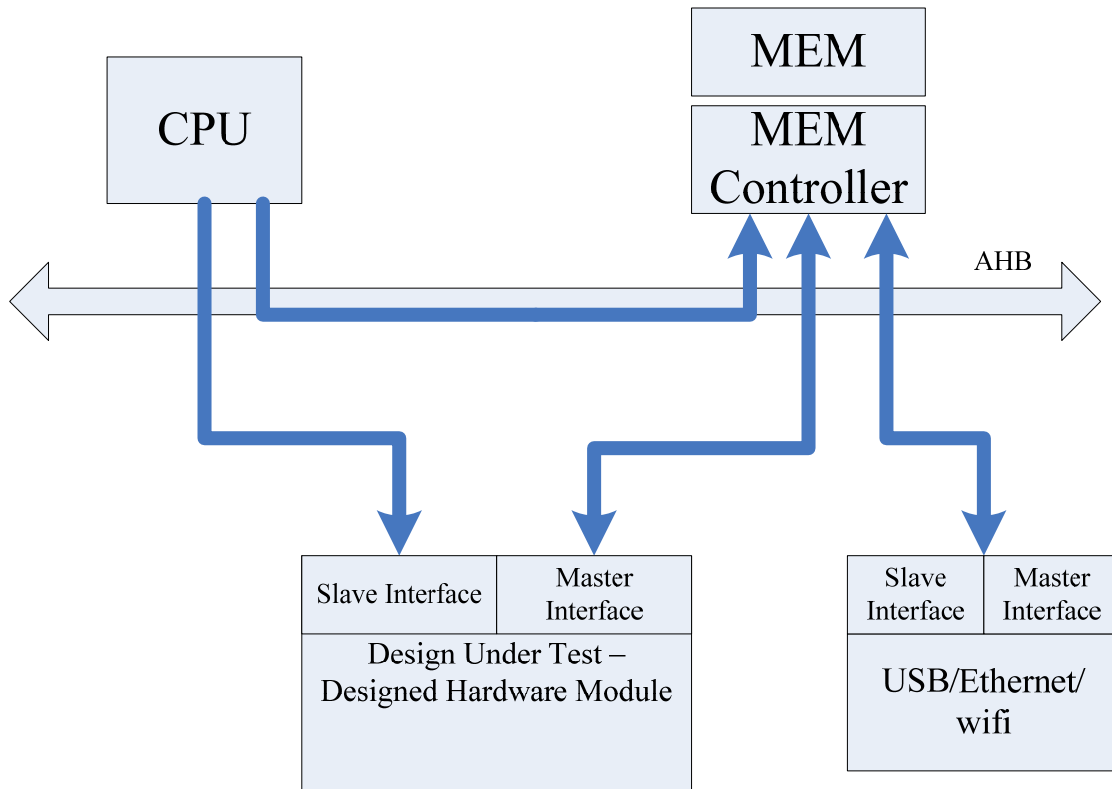 CPU
MEM
MEM
Controller
AHB
Slave Interface
Master
Interface
Design Under Test –
Designed Hardware Module
Slave
Interface
Master
Interface
USB/Ethernet/
wifi